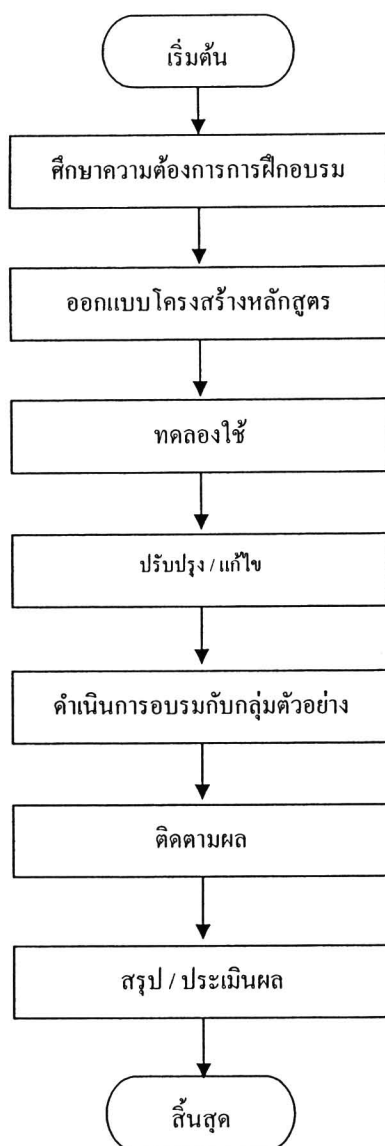 เริ่มต้น
ศึกษาความต้องการการฝึกอบรม
ออกแบบโครงสร้างหลักสูตร
ทดลองใช้
ปรับปรุง / แก้ไข
ดำเนินการอบรมกับกลุ่มตัวอย่าง
ติดตามผล
สรุป / ประเมินผล
สิ้นสุด